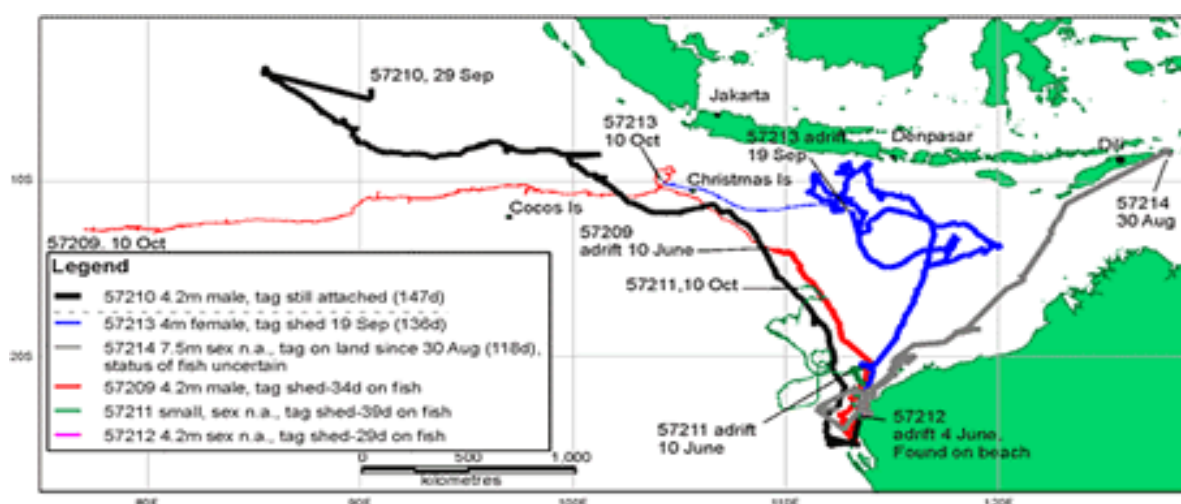 57210, 29 Sep
Jakarta
57213
10 Oct
57213 adrift
19 Sep
Denpasar
Dili
10S
Christmas Is
Cocos Is
57214
30 Aug
57209
adrift 10 June
57209, 10 Oct
57211,10 Oct
Legend
57210 4.2m male, tag still attached (147d)
57213 4m female, tag shed 19 Sep (136d)
57214 7.5m sex n.a., tag on land since 30 Aug (118d),
status of fish uncertain
57209 4.2m male, tag shed-34d on fish
57211 small, sex n.a., tag shed-39d on fish
57212 4.2m sex n.a., tag shed-29d on fish
20S
57211 adrift
10 June
57212
adrift 4 June,
Found on beach
0 500 1,000
kilometres